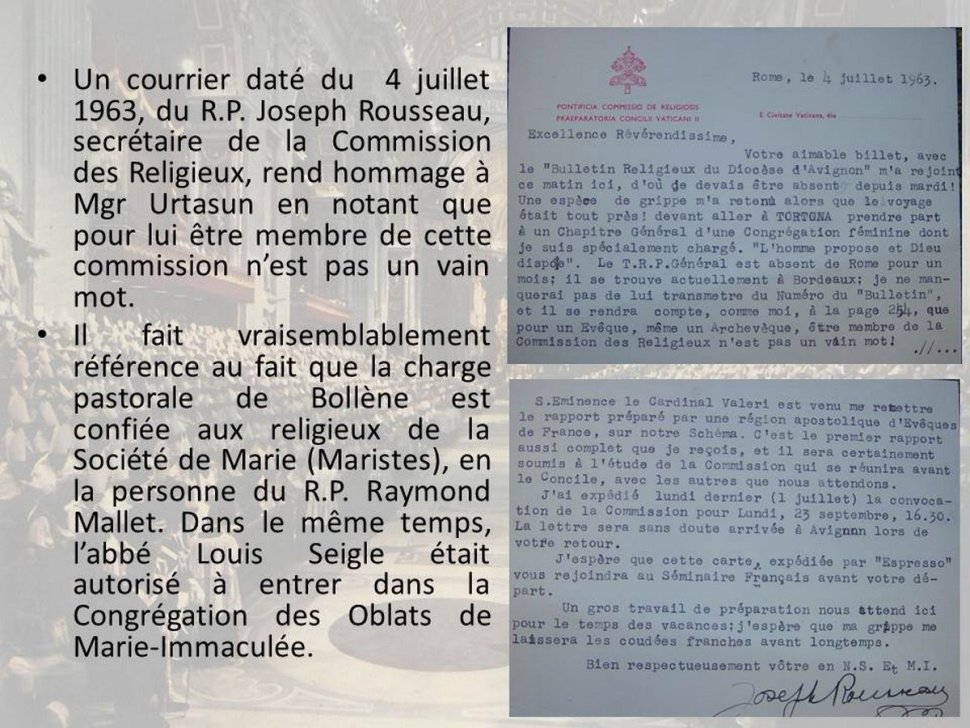 • Un courrier daté du 4 juillet
1963, du R.P. Joseph Rousseau,
secrétaire de la Commission
des Religieux, rend hommage à
Mgr Urtasun en notant que
pour lui être membre de cette
commission n’est pas un vain
mot.
• Il fait vraisemblablement
référence au fait que la charge
pastorale de Bollène est
confiée aux religieux de la
Société de Marie (Maristes), en
la personne du R.P. Raymond
Mallet. Dans le même temps,
l’abbé Louis Seigle était
autorisé à entrer dans la
Congrégation des Oblats de
Marie-Immaculée.
Rome, le 4 juillet 1963.
PONTIFICIA COMMISSIO DE RELIGIOSIS
PRAEPARATORIA CONCILII VATICANI II
E Civitate Vaticana, die
Excellence Révérendissime,
Votre aimable billet, avec
le "Bulletin Religieux du Diocèse d'Avignon" m'a rejoint
ce matin ici, d'où je devais être absent depuis mardi!
Une espèce de grippe m'a retenu alors que le voyage
était tout près! devant aller à TORTONA prendre part
à un Chapitre Général d'une Congrégation féminine dont
je suis spécialement chargé. "L'homme propose et Dieu
dispose". Le T.R.P.Général est absent de Rome pour un
mois; il se trouve actuellement à Bordeaux; je ne man-
querai pas de lui transmetre du Numéro du "Bulletin",
et il se rendra compte, comme moi, à la page 254, que
pour un Evêque, même un Archevêque, être membre de la
Commission des Religieux n'est pas un vain mot!
.//...
S.Eminence le Cardinal Valeri est venu me remettre
le rapport préparé par une région apostolique d'Evêques
de France, sur notre Schéma. C'est le premier rapport
aussi complet que je reçois, et il sera certainement
soumis à l'étude de la Commission qui se réunira avant
le Concile, avec les autres que nous attendons.
J'ai expédié lundi dernier (1 juillet) la convoca-
tion de la Commission pour Lundi, 23 septembre, 16.30.
La lettre sera sans doute arrivée à Avignnn lors de
votre retour.
J'espère que cette carte, expédiée par "Espresso"
vous rejoindra au Séminaire Français avant votre dé-
part.
Un gros travail de préparation nous attend ici
pour le temps des vacances;j'espère que ma grippe me
laissera les coudées franches avant longtemps.
Bien respectueusement vôtre en N.S. Et M.I.
Joseph Rousseau